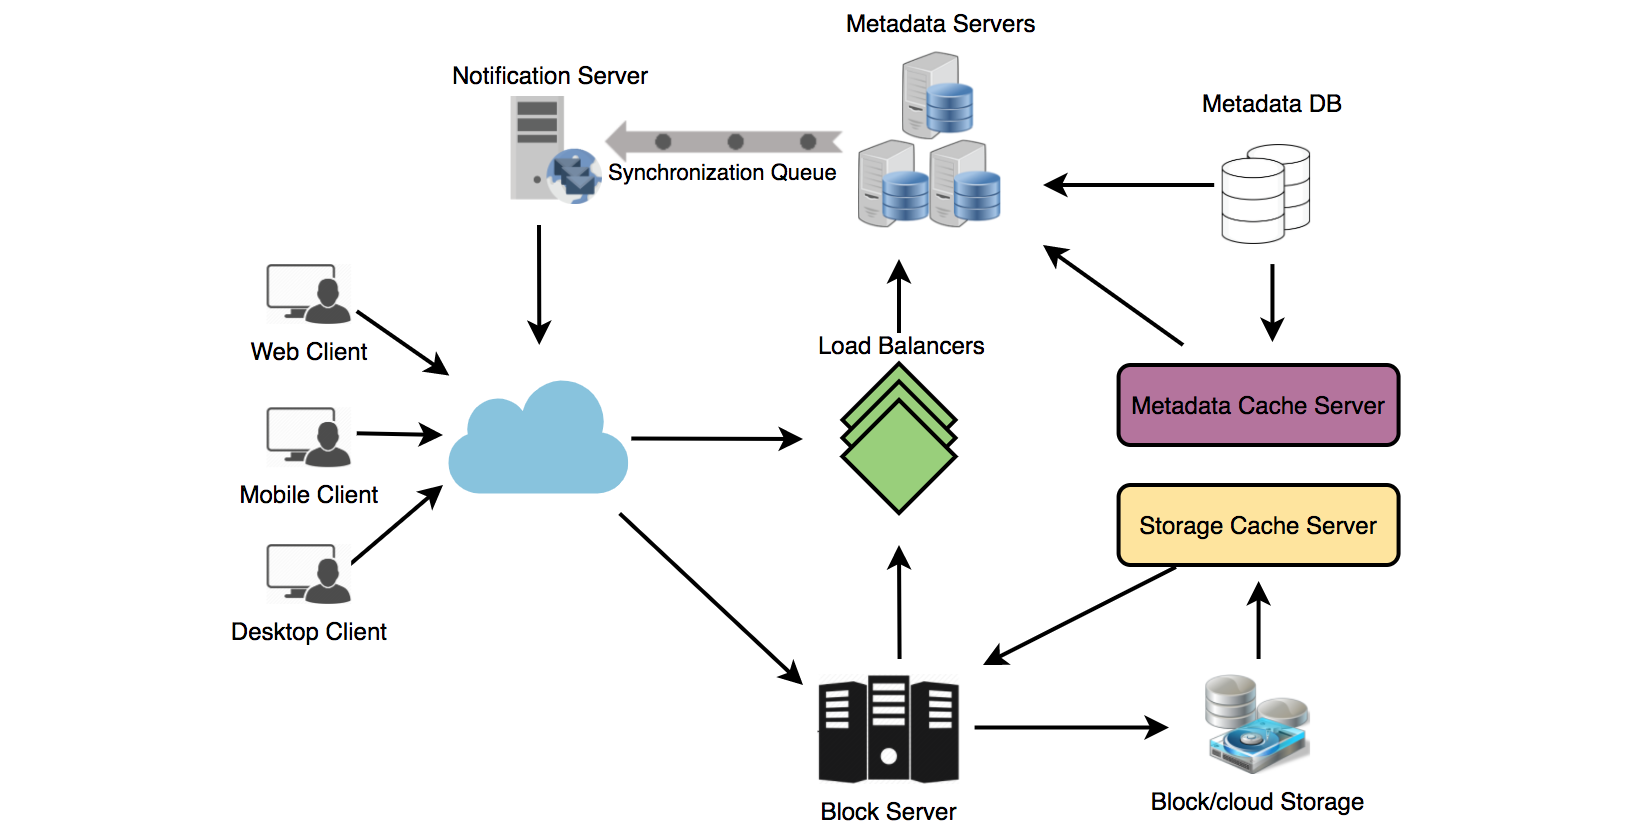 Metadata Servers
Notification Server
Metadata DB
Synchronization Queue
Web Client
Load Balancers
Metadata Cache Server
Mobile Client
Storage Cache Server
Desktop Client
Block Server
Block/cloud Storage